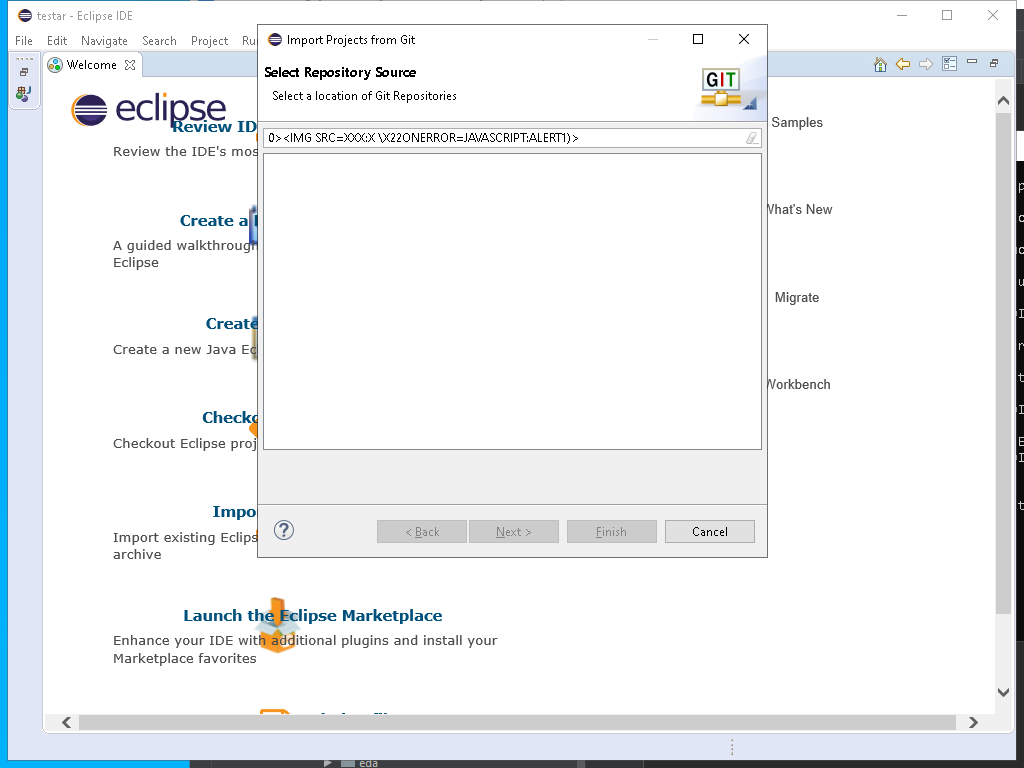 testar - Eclipse IDE
File Edit Navigate Search Project Ru
Welcome
eclipse
Review ID
Review the IDE's mos
Create a
A guided walkthrough
Eclipse
Create
Create a new Java Ec
Checko
Checkout Eclipse proj
Impo
Import existing Eclips
archive
Launch the Eclipse Marketplace
Enhance your IDE with additional plugins and install your
Marketplace favorites
Samples
What's New
Migrate
Workbench
Import Projects from Git
Select Repository Source
Select a location of Git Repositories
GIT
0><IMG SRC=XXX:X \X22ONERROR=JAVASCRIPT:ALERT1)>
?
< Back Next > Finish Cancel
eda